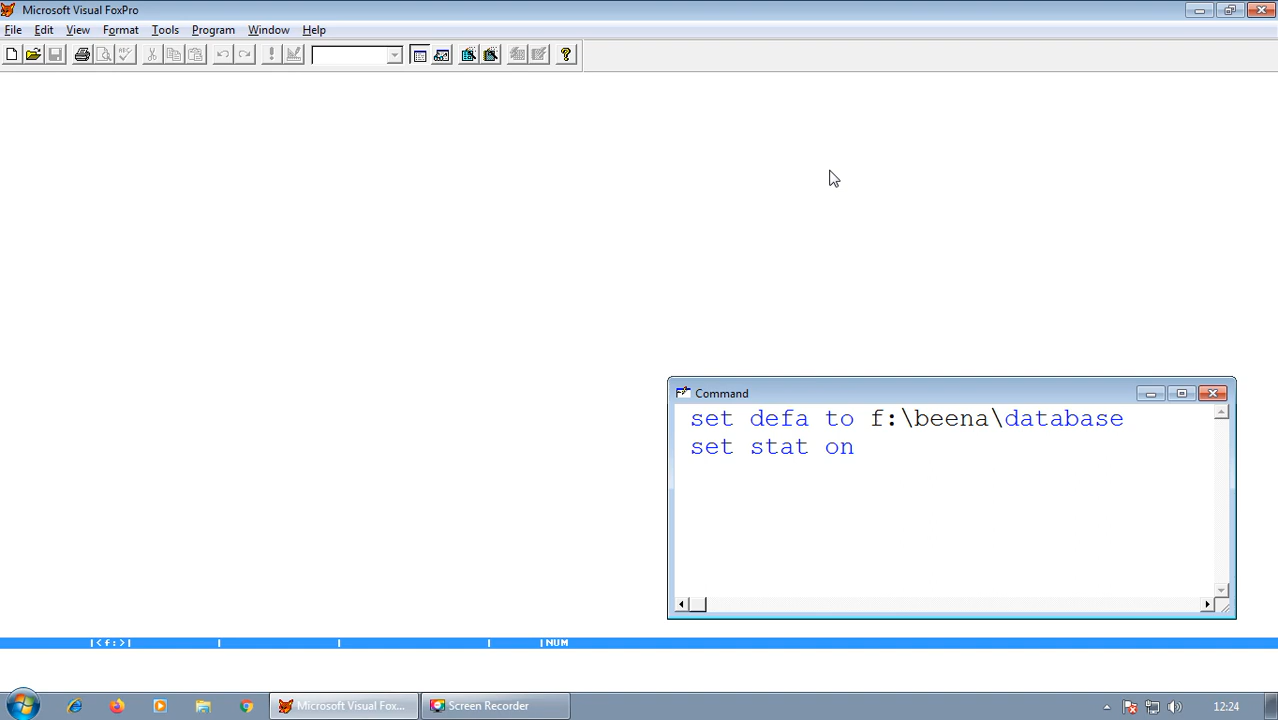 Microsoft Visual FoxPro
File Edit View Format Tools Program Window Help
Command
set defa to f:\beena\database
set stat on
|<f:>| | | | |NUM
Microsoft Visual Fox... Screen Recorder 12:24